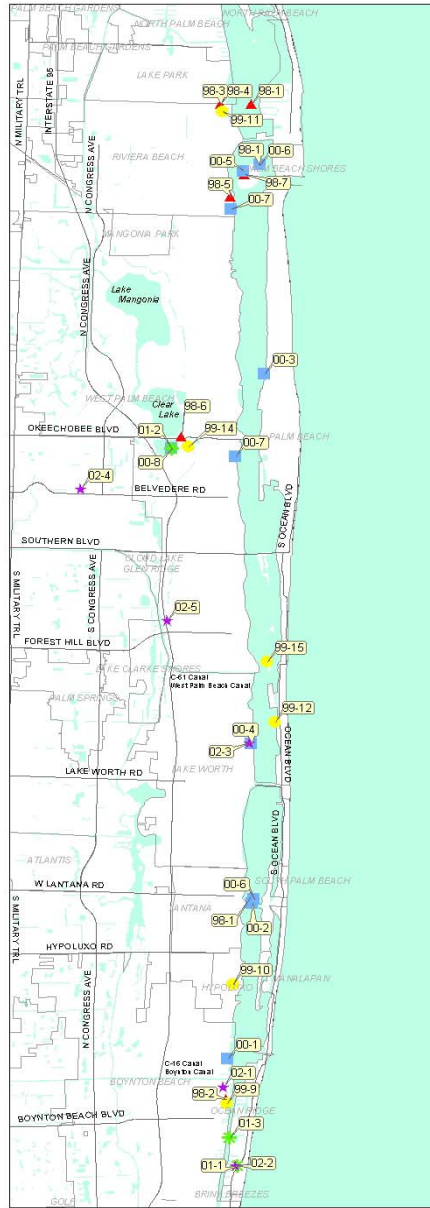 PALM BEACH GARDENS
NORTH PALM BEACH
NORTH PALM BEACH
PALM BEACH GARDENS
LAKE PARK
98-3
98-4
98-1
99-11
N MILITARY TRL
INTERSTATE 95
N CONGRESS AVE
RIVIERA BEACH
98-1
00-6
00-5
PALM BEACH SHORES
98-7
98-5
00-7
MANGONIA PARK
N CONGRESS AVE
Lake
Mangonia
00-3
WEST PALM BEACH
Clear
Lake
98-6
OKEECHOBEE BLVD
01-2
99-14
PALM BEACH
00-8
00-7
02-4
BELVEDERE RD
S OCEAN BLVD
SOUTHERN BLVD
CLOUD LAKE
GLEN RIDGE
S MILITARY TRL
S CONGRESS AVE
02-5
FOREST HILL BLVD
99-15
LAKE CLARKE SHORES
C-51 Canal
West Palm Beach Canal
PALM SPRINGS
99-12
00-4
02-3
OCEAN BLVD
LAKE WORTH RD
LAKE WORTH
S OCEAN BLVD
ATLANTIS
00-6
SOUTH PALM BEACH
W LANTANA RD
98-1
00-2
LANTANA
S MILITARY TRL
HYPOLUXO RD
99-10
MANALAPAN
HYPOLUXO
N CONGRESS AVE
00-1
C-16 Canal
Boynton Canal
02-1
BOYNTON BEACH
98-2
99-9
OCEAN RIDGE
BOYNTON BEACH BLVD
01-3
01-1
02-2
BRINY BREEZES
GOLF